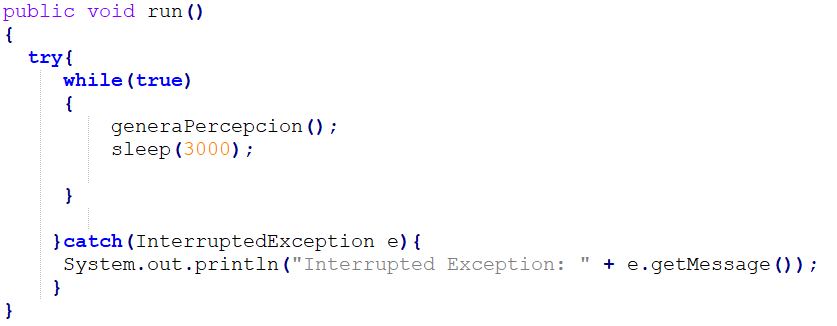 public void run()
{
try{
while(true)
{
generaPercepcion();
sleep(3000);
}
}catch(InterruptedException e){
System.out.println("Interrupted Exception: " + e.getMessage());
}
}